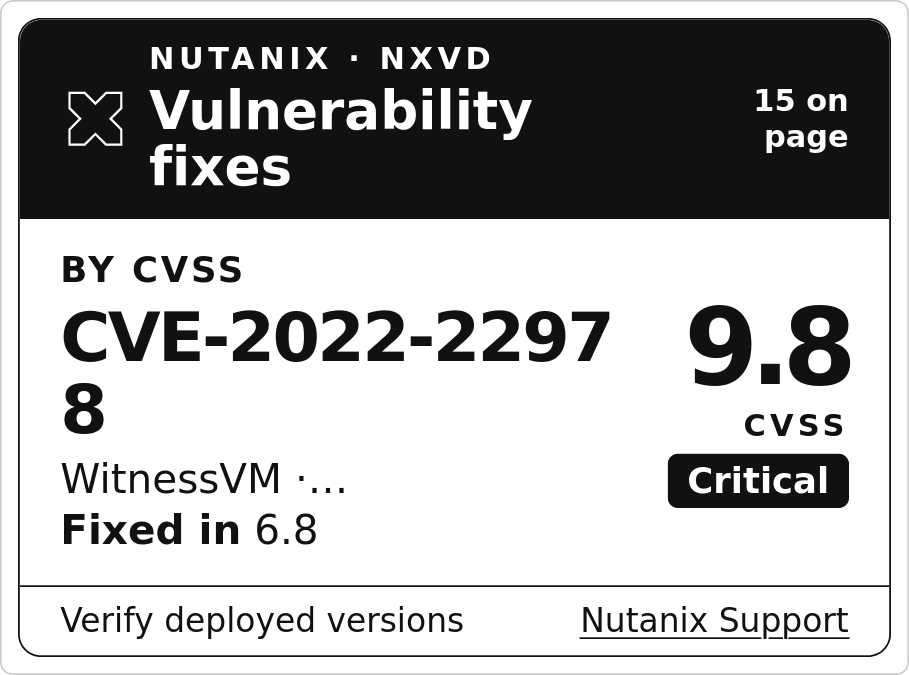 NUTANIX · NXVD
Vulnerability
fixes
15 on
page
BY CVSS
CVE-2022-2297
8
9.8
CVSS
Critical
WitnessVM ·…
Fixed in 6.8
Verify deployed versions
Nutanix Support